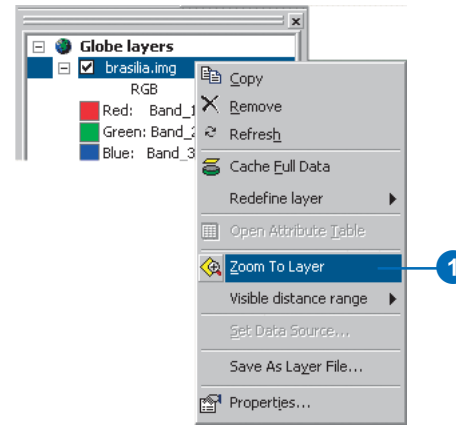 Globe layers
brasilia.img
RGB
Red: Band_1
Green: Band_2
Blue: Band_3
Copy
Remove
Refresh
Cache Full Data
Redefine layer
Open Attribute Table
Zoom To Layer
1
Visible distance range
Set Data Source...
Save As Layer File...
Properties...